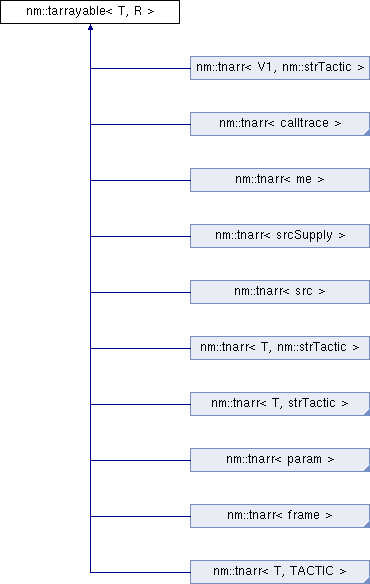 nm::tarrayable< T, R >
nm::tnarr< V1, nm::strTactic >
nm::tnarr< calltrace >
nm::tnarr< me >
nm::tnarr< srcSupply >
nm::tnarr< src >
nm::tnarr< T, nm::strTactic >
nm::tnarr< T, strTactic >
nm::tnarr< param >
nm::tnarr< frame >
nm::tnarr< T, TACTIC >